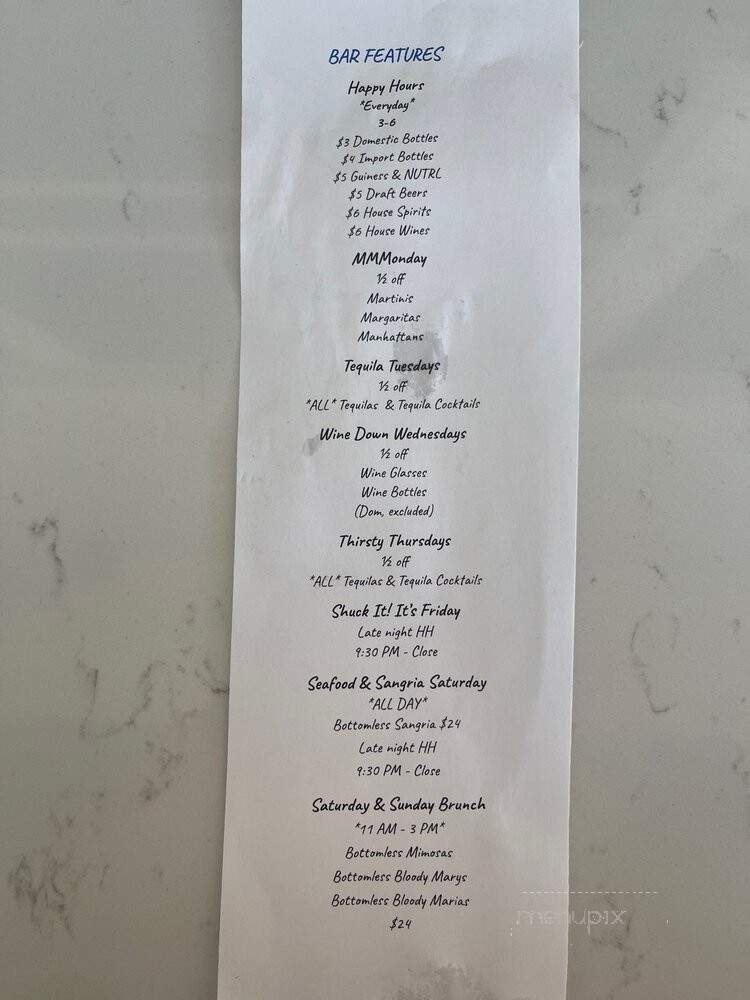 BAR FEATURES
Happy Hours
*Everyday*
3-6
$3 Domestic Bottles
$4 Import Bottles
$5 Guiness & NUTRL
$5 Draft Beers
$6 House Spirits
$6 House Wines
MMMonday
½ off
Martinis
Margaritas
Manhattans
Tequila Tuesdays
½ off
*ALL* Tequilas & Tequila Cocktails
Wine Down Wednesdays
½ off
Wine Glasses
Wine Bottles
(Dom, excluded)
Thirsty Thursdays
½ off
*ALL* Tequilas & Tequila Cocktails
Shuck It! It's Friday
Late night HH
9:30 PM - Close
Seafood & Sangria Saturday
*ALL DAY*
Bottomless Sangria $24
Late night HH
9:30 PM - Close
Saturday & Sunday Brunch
*11 AM - 3 PM*
Bottomless Mimosas
Bottomless Bloody Marys
Bottomless Bloody Marias
$24
menupix